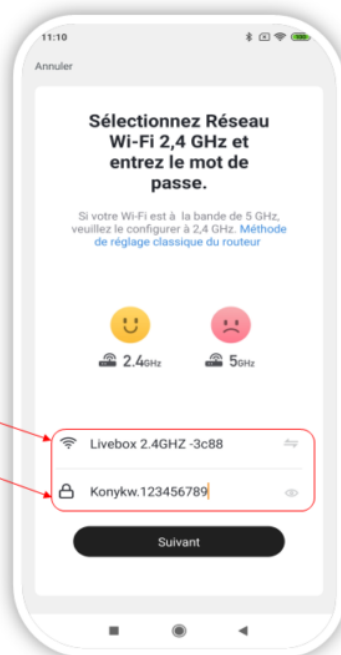 11:10
100
Annuler
Sélectionnez Réseau
Wi-Fi 2,4 GHz et
entrez le mot de
passe.
Si votre Wi-Fi est à la bande de 5 GHz,
veuillez le configurer à 2,4 GHz. Méthode
de réglage classique du routeur
2.4GHz
5GHz
Livebox 2.4GHZ -3c88
Konykw.123456789
Suivant